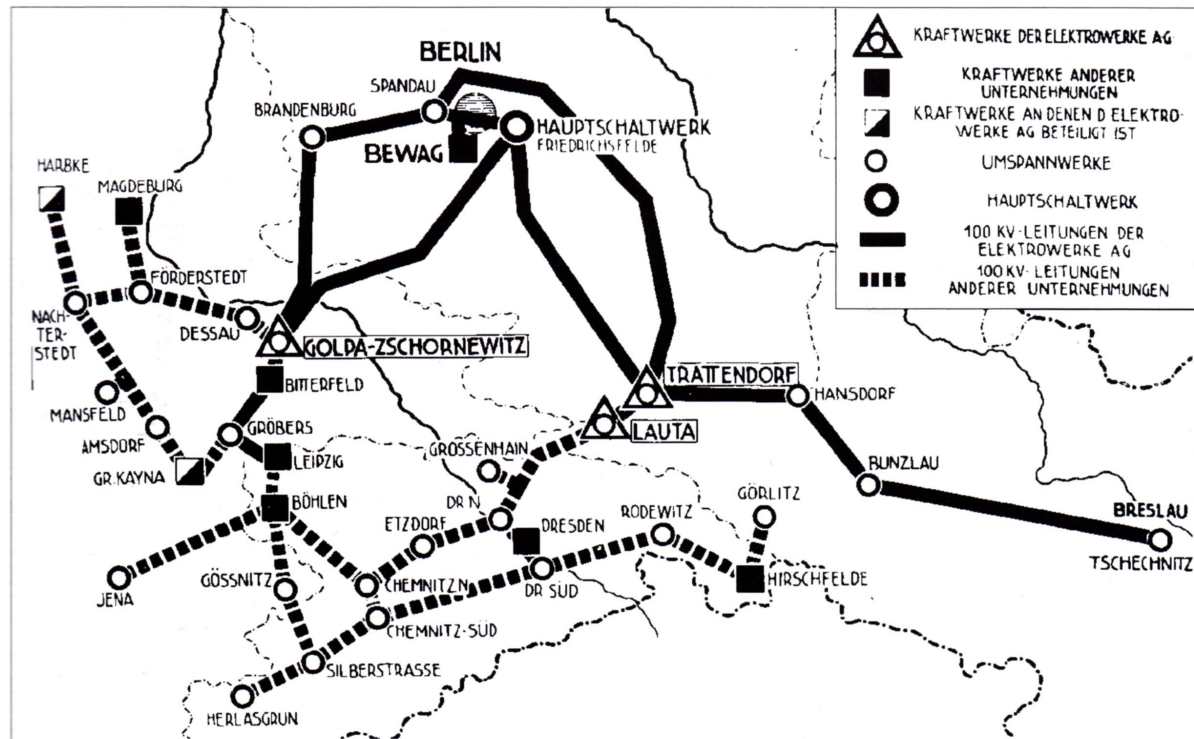 KRAFTWERKE DER ELEKTROWERKE AG
KRAFTWERKE ANDERER
UNTERNEHMUNGEN
KRAFTWERKE AN DENEN D ELEKTRO-
WERKE AG BETEILIGT IST
UMSPANNWERKE
HAUPTSCHALTWERK
100 KV-LEITUNGEN DER
ELEKTROWERKE AG
100 KV-LEITUNGEN
ANDERER UNTERNEHMUNGEN
BERLIN
SPANDAU
BRANDENBURG
HAUPTSCHALTWERK
FRIEDRICHSFELDE
BEWAG
HARBKE
MAGDEBURG
FÖRDERSTEDT
NACH-
TER-
STEDT
DESSAU
GOLPA-ZSCHORNEWITZ
BITTERFELD
MANSFELD
AMSDORF
GRÖBERS
GR. KAYNA
LEIPZIG
BÖHLEN
TRATTENDORF
HANSDORF
LAUTA
GROSSENHAIN
BUNZLAU
GÖRLITZ
BRESLAU
TSCHECHNITZ
DR N
ETZDORF
DRESDEN
RODEWITZ
HIRSCHFELDE
DR SÜD
JENA
GÖSSNITZ
CHEMNITZ N
CHEMNITZ-SÜD
SILBERSTRASSE
HERLASGRUN